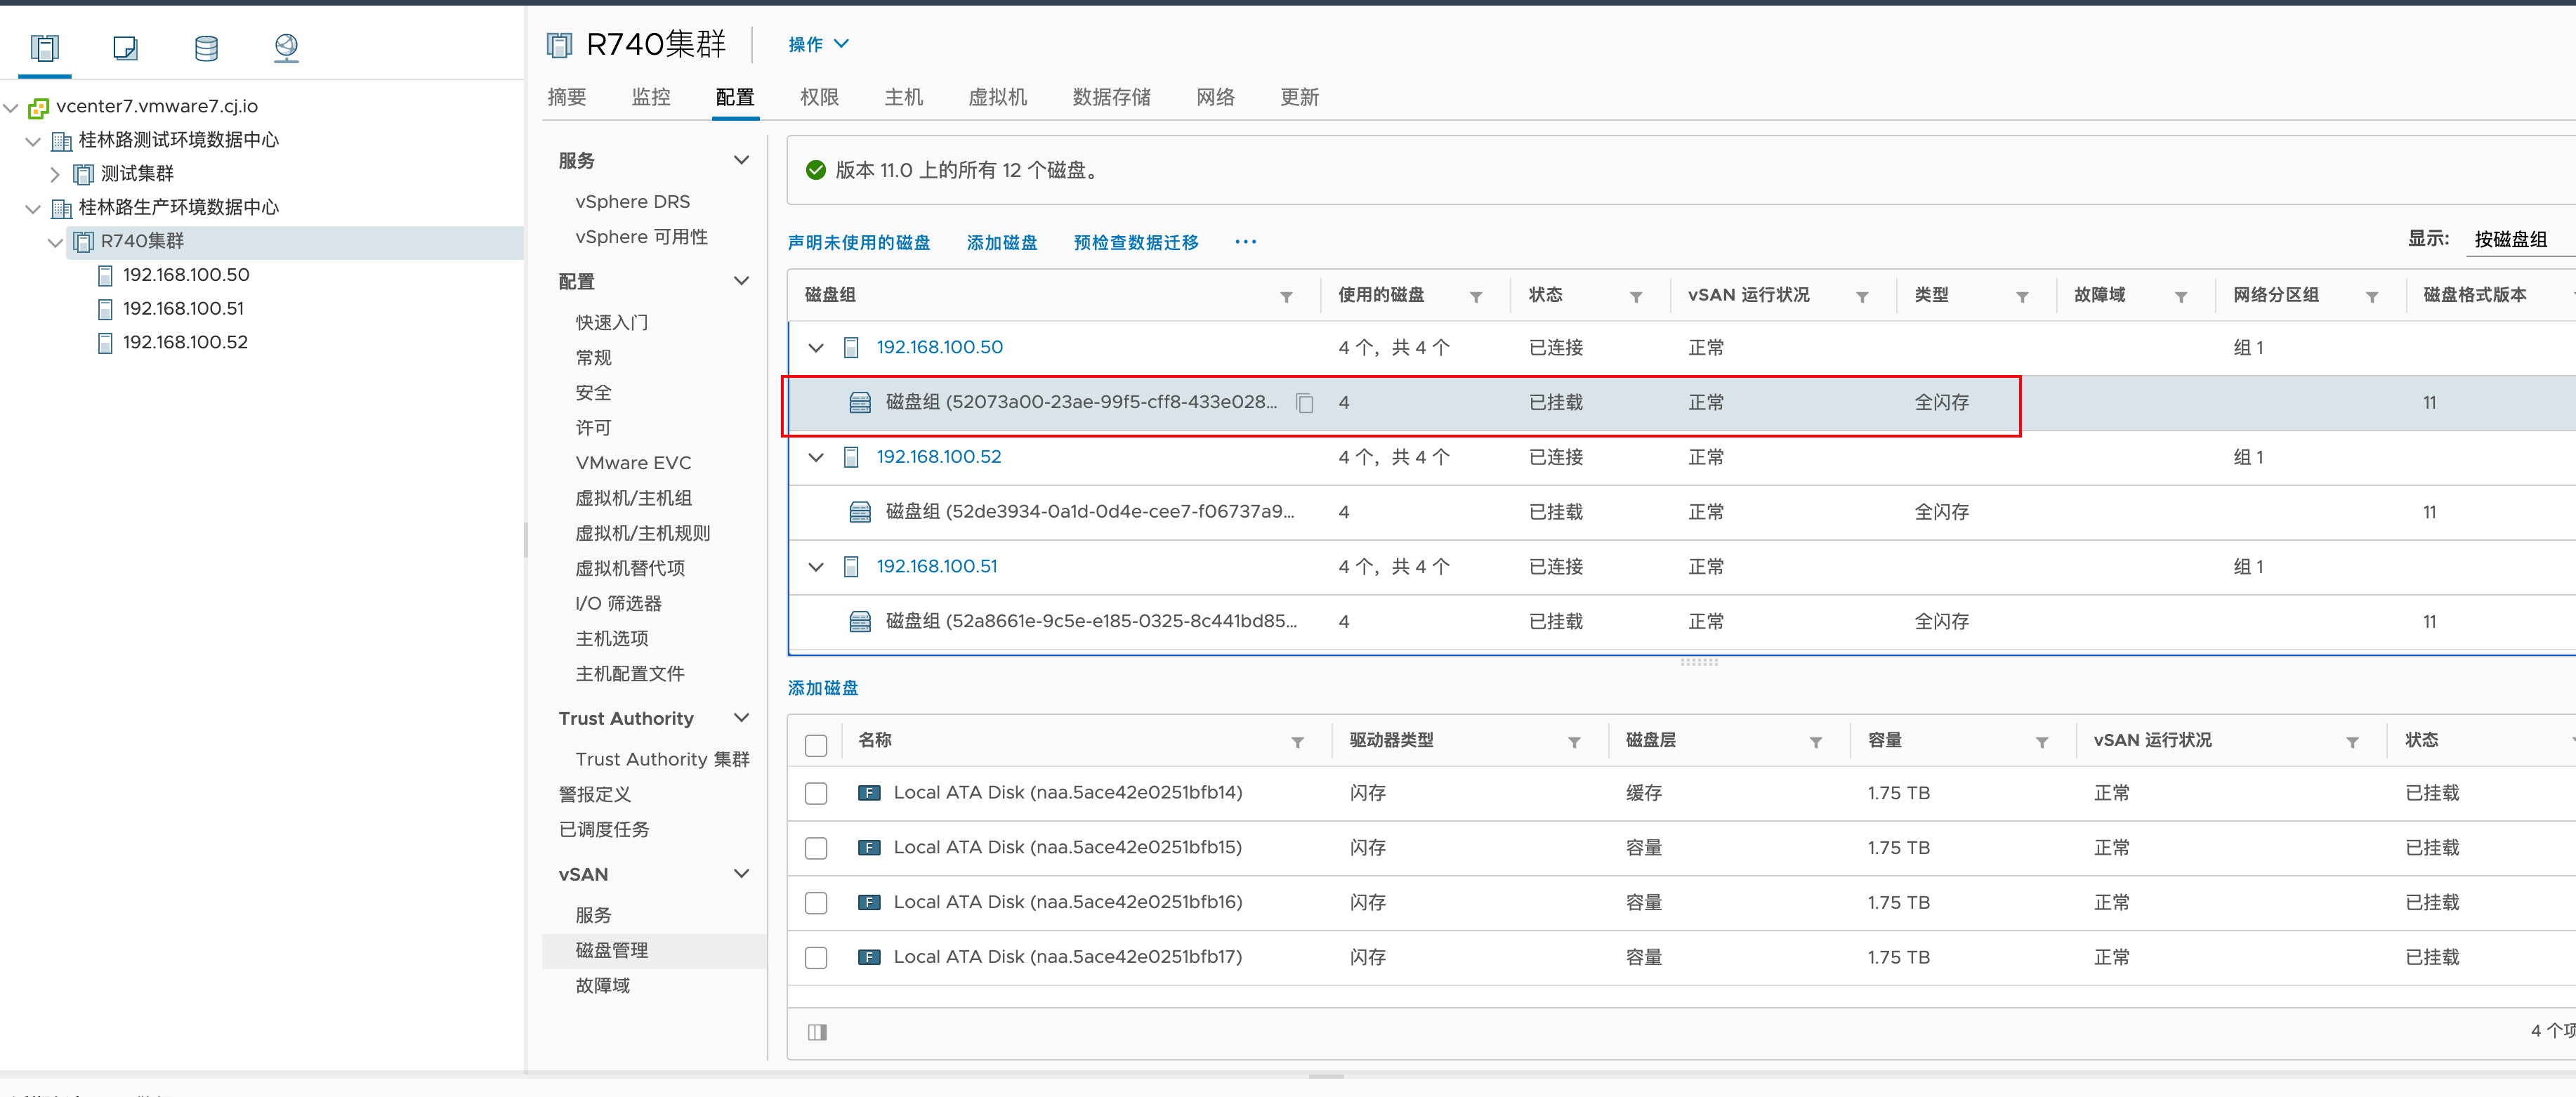 R740集群 操作
摘要 监控 配置 权限 主机 虚拟机 数据存储 网络 更新
vcenter7.vmware7.cj.io
桂林路测试环境数据中心
测试集群
桂林路生产环境数据中心
R740集群
192.168.100.50
192.168.100.51
192.168.100.52
服务
vSphere DRS
vSphere 可用性
配置
快速入门
常规
安全
许可
VMware EVC
虚拟机/主机组
虚拟机/主机规则
虚拟机替代项
I/O 筛选器
主机选项
主机配置文件
Trust Authority
Trust Authority 集群
警报定义
已调度任务
vSAN
服务
磁盘管理
故障域
版本 11.0 上的所有 12 个磁盘。
声明未使用的磁盘 添加磁盘 预检查数据迁移 ... 显示: 按磁盘组
磁盘组 使用的磁盘 状态 vSAN 运行状况 类型 故障域 网络分区组 磁盘格式版本
192.168.100.50 4 个，共 4 个 已连接 正常 组 1
磁盘组 (52073a00-23ae-99f5-cff8-433e028... 4 已挂载 正常 全闪存 11
192.168.100.52 4 个，共 4 个 已连接 正常 组 1
磁盘组 (52de3934-0a1d-0d4e-cee7-f06737a9... 4 已挂载 正常 全闪存 11
192.168.100.51 4 个，共 4 个 已连接 正常 组 1
磁盘组 (52a8661e-9c5e-e185-0325-8c441bd85... 4 已挂载 正常 全闪存 11
添加磁盘
名称 驱动器类型 磁盘层 容量 vSAN 运行状况 状态
F Local ATA Disk (naa.5ace42e0251bfb14) 闪存 缓存 1.75 TB 正常 已挂载
F Local ATA Disk (naa.5ace42e0251bfb15) 闪存 容量 1.75 TB 正常 已挂载
F Local ATA Disk (naa.5ace42e0251bfb16) 闪存 容量 1.75 TB 正常 已挂载
F Local ATA Disk (naa.5ace42e0251bfb17) 闪存 容量 1.75 TB 正常 已挂载
4 个